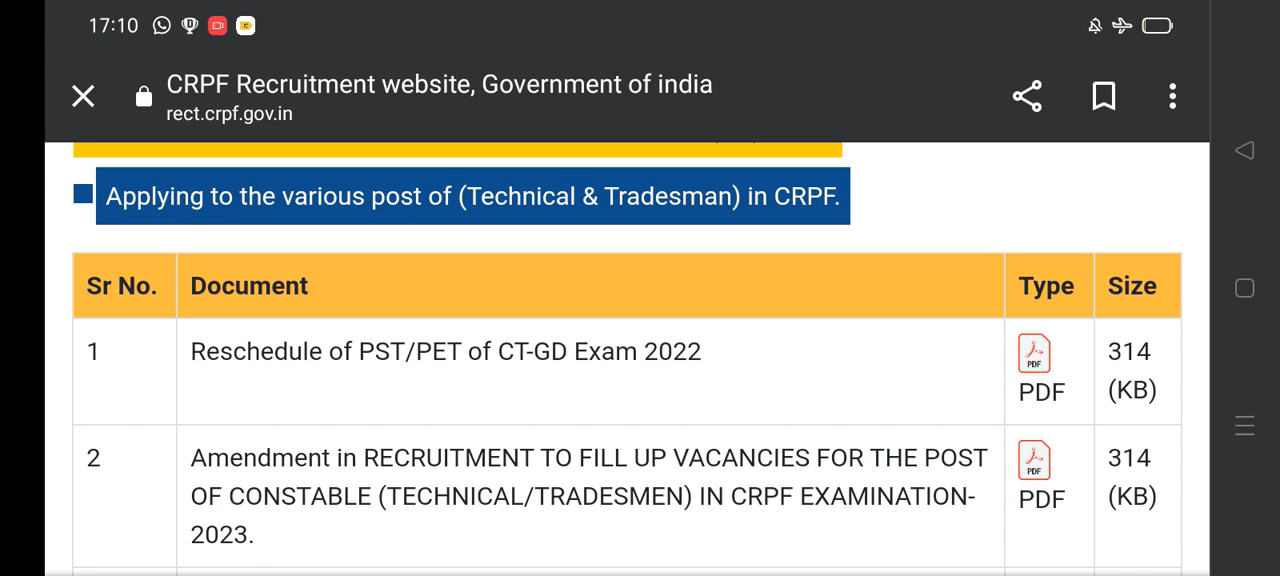 17:10
CRPF Recruitment website, Government of india
rect.crpf.gov.in
Applying to the various post of (Technical & Tradesman) in CRPF.
Sr No. Document Type Size
1 Reschedule of PST/PET of CT-GD Exam 2022 PDF 314
PDF (KB)
2 Amendment in RECRUITMENT TO FILL UP VACANCIES FOR THE POST PDF 314
OF CONSTABLE (TECHNICAL/TRADESMEN) IN CRPF EXAMINATION- PDF (KB)
2023.